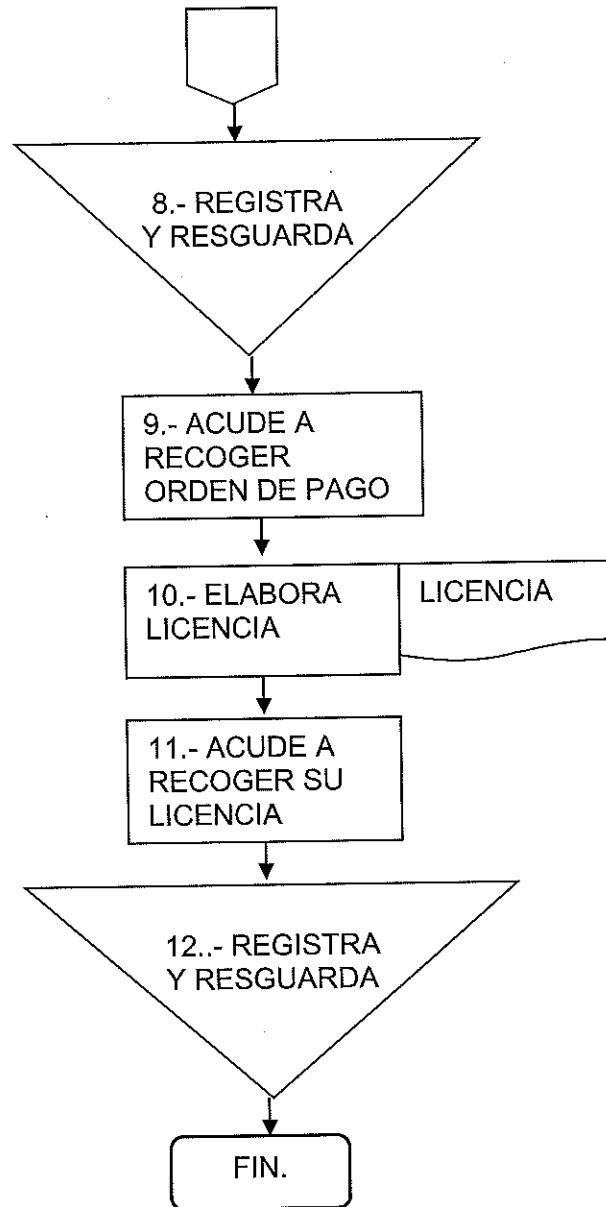 8.- REGISTRA
Y RESGUARDA
9.- ACUDE A
RECOGER
ORDEN DE PAGO
10.- ELABORA
LICENCIA
LICENCIA
11.- ACUDE A
RECOGER SU
LICENCIA
12..- REGISTRA
Y RESGUARDA
FIN.